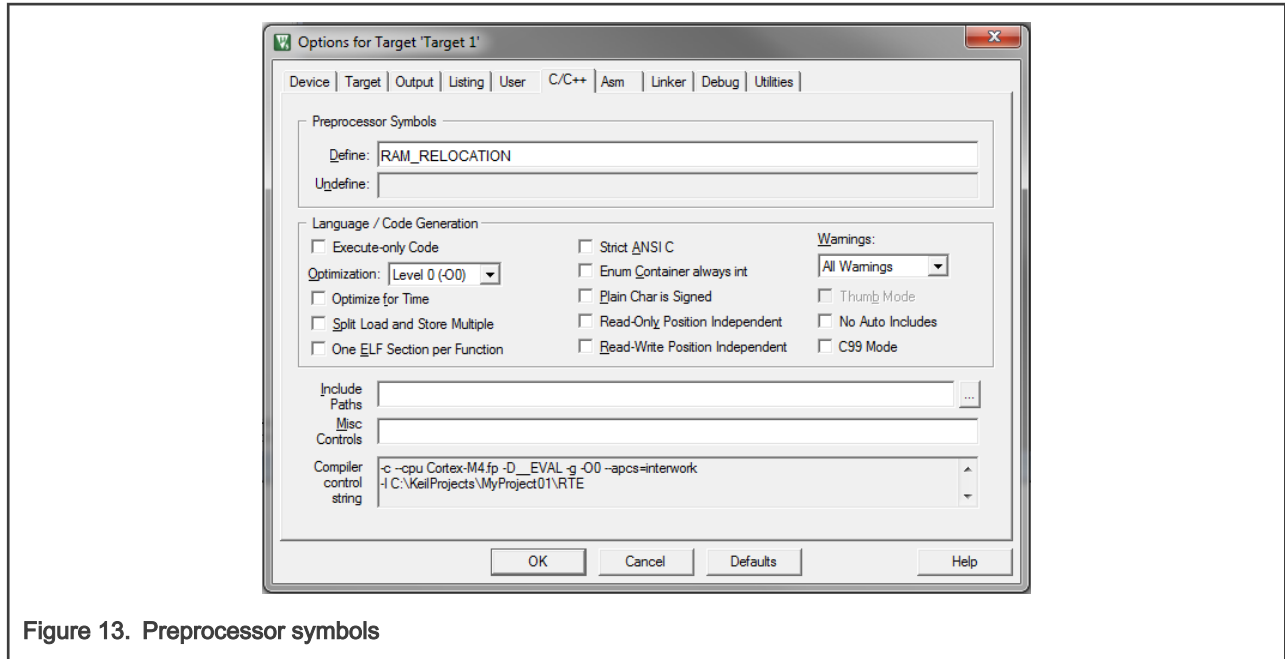 Options for Target 'Target 1'
Device Target Output Listing User C/C++ Asm Linker Debug Utilities
Preprocessor Symbols
Define: RAM_RELOCATION
Undefine:
Language / Code Generation
Execute-only Code
Optimization: Level 0 (-O0)
Optimize for Time
Split Load and Store Multiple
One ELF Section per Function
Strict ANSI C
Enum Container always int
Plain Char is Signed
Read-Only Position Independent
Read-Write Position Independent
Warnings:
All Warnings
Thumb Mode
No Auto Includes
C99 Mode
Include
Paths
...
Misc
Controls
Compiler
control
string
-c --cpu Cortex-M4.fp -D__EVAL -g -O0 --apcs=interwork
-I C:\KeilProjects\MyProject01\RTE
OK Cancel Defaults Help
Figure 13. Preprocessor symbols